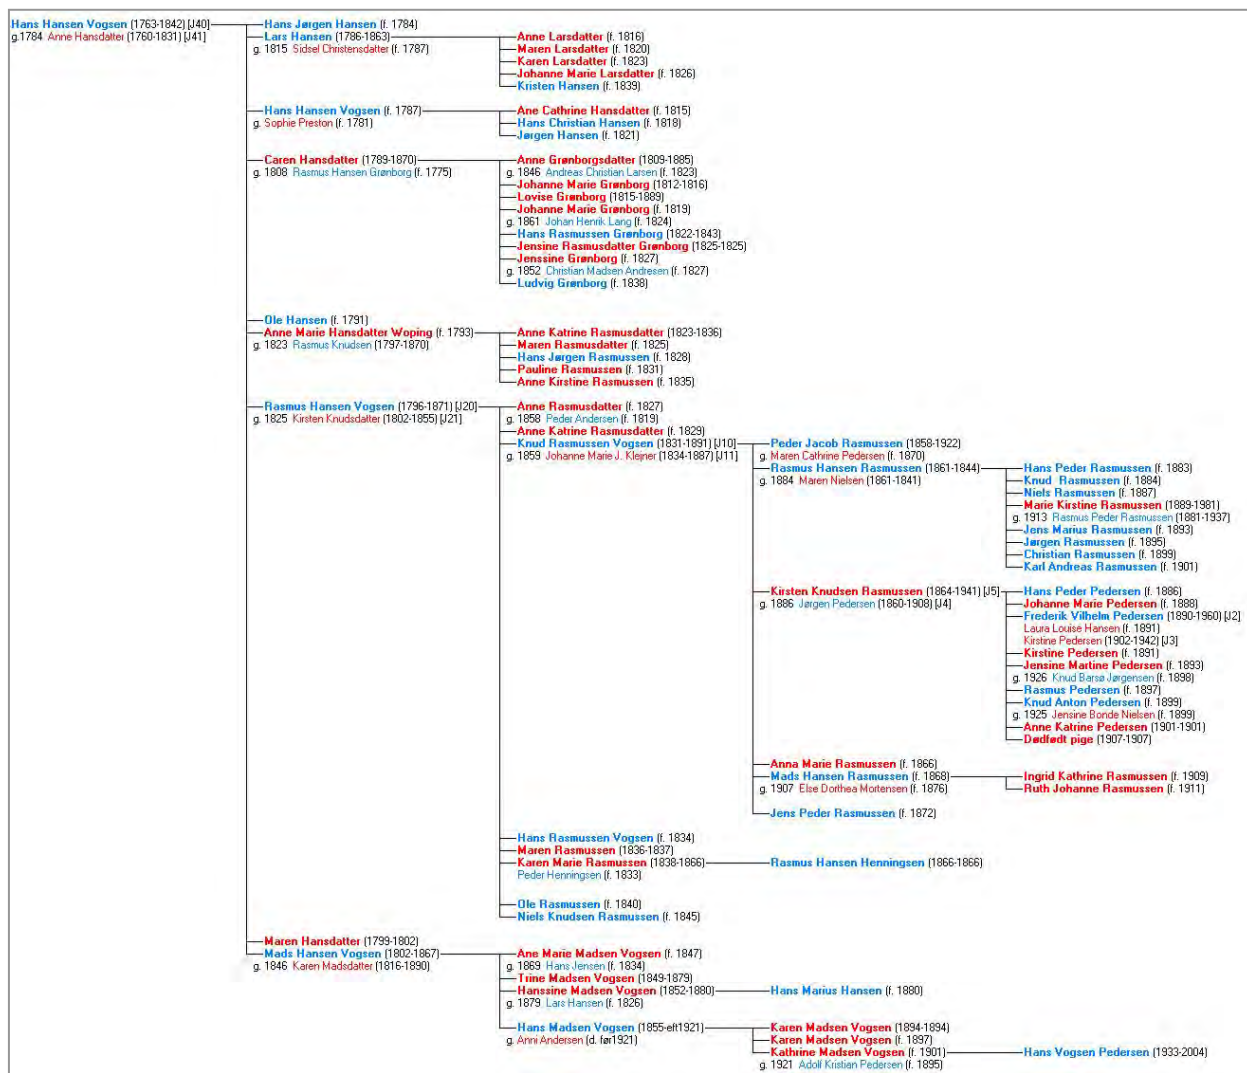 Hans Hansen Vogsen (1763-1842) [J40]
g.1784 Anne Hansdatter (1760-1831) [J41]
Hans Jørgen Hansen (f. 1784)
Lars Hansen (1786-1863)
g. 1815 Sidsel Christensdatter (f. 1787)
Anne Larsdatter (f. 1816)
Maren Larsdatter (f. 1820)
Karen Larsdatter (f. 1823)
Johanne Marie Larsdatter (f. 1826)
Kristen Hansen (f. 1839)
Hans Hansen Vogsen (f. 1787)
g. Sophie Preston (f. 1781)
Ane Cathrine Hansdatter (f. 1815)
Hans Christian Hansen (f. 1818)
Jørgen Hansen (f. 1821)
Caren Hansdatter (1789-1870)
g. 1808 Rasmus Hansen Grønborg (f. 1775)
Anne Grønborgsdatter (1809-1885)
g. 1846 Andreas Christian Larsen (f. 1823)
Johanne Marie Grønborg (1812-1816)
Lovise Grønborg (1815-1889)
Johanne Marie Grønborg (f. 1819)
g. 1861 Johan Henrik Lang (f. 1824)
Hans Rasmussen Grønborg (1822-1843)
Jensine Rasmusdatter Grønborg (1825-1825)
Jenssine Grønborg (f. 1827)
g. 1852 Christian Madsen Andresen (f. 1827)
Ludvig Grønborg (f. 1838)
Ole Hansen (f. 1791)
Anne Marie Hansdatter Woping (f. 1793)
g. 1823 Rasmus Knudsen (1797-1870)
Anne Katrine Rasmusdatter (1823-1836)
Maren Rasmusdatter (f. 1825)
Hans Jørgen Rasmussen (f. 1828)
Pauline Rasmussen (f. 1831)
Anne Kirstine Rasmussen (f. 1835)
Rasmus Hansen Vogsen (1796-1871) [J20]
g. 1825 Kirsten Knudsdatter (1802-1855) [J21]
Anne Rasmusdatter (f. 1827)
g. 1858 Peder Andersen (f. 1819)
Anne Katrine Rasmusdatter (f. 1829)
Knud Rasmussen Vogsen (1831-1891) [J10]
g. 1859 Johanne Marie J. Klejner (1834-1887) [J11]
Peder Jacob Rasmussen (1858-1922)
g. Maren Cathrine Pedersen (f. 1870)
Rasmus Hansen Rasmussen (1861-1844)
g. 1884 Maren Nielsen (1861-1841)
Hans Peder Rasmussen (f. 1883)
Knud Rasmussen (f. 1884)
Niels Rasmussen (f. 1887)
Marie Kirstine Rasmussen (1889-1981)
g. 1913 Rasmus Peder Rasmussen (1881-1937)
Jens Marius Rasmussen (f. 1893)
Jørgen Rasmussen (f. 1895)
Christian Rasmussen (f. 1899)
Karl Andreas Rasmussen (f. 1901)
Kirsten Knudsen Rasmussen (1864-1941) [J5]
g. 1886 Jørgen Pedersen (1860-1908) [J4]
Hans Peder Pedersen (f. 1886)
Johanne Marie Pedersen (f. 1888)
Frederik Vilhelm Pedersen (1890-1960) [J2]
Laura Louise Hansen (f. 1891)
Kirstine Pedersen (1902-1942) [J3]
Kirstine Pedersen (f. 1891)
Jensine Martine Pedersen (f. 1893)
g. 1926 Knud Barsø Jørgensen (f. 1898)
Rasmus Pedersen (f. 1897)
Knud Anton Pedersen (f. 1899)
g. 1925 Jensine Bonde Nielsen (f. 1899)
Anne Katrine Pedersen (1901-1901)
Dødfødt pige (1907-1907)
Anna Marie Rasmussen (f. 1866)
Mads Hansen Rasmussen (f. 1868)
g. 1907 Else Dorthea Mortensen (f. 1876)
Ingrid Kathrine Rasmussen (f. 1909)
Ruth Johanne Rasmussen (f. 1911)
Jens Peder Rasmussen (f. 1872)
Hans Rasmussen Vogsen (f. 1834)
Maren Rasmussen (1836-1837)
Karen Marie Rasmussen (1838-1866)
Peder Henningsen (f. 1833)
Rasmus Hansen Henningsen (1866-1866)
Ole Rasmussen (f. 1840)
Niels Knudsen Rasmussen (f. 1845)
Maren Hansdatter (1799-1802)
Mads Hansen Vogsen (1802-1867)
g. 1846 Karen Madsdatter (1816-1890)
Ane Marie Madsen Vogsen (f. 1847)
g. 1869 Hans Jensen (f. 1834)
Trine Madsen Vogsen (1849-1879)
Hanssine Madsen Vogsen (1852-1880)
g. 1879 Lars Hansen (f. 1826)
Hans Marius Hansen (f. 1880)
Hans Madsen Vogsen (1855-eft1921)
g. Anni Andersen (d. før1921)
Karen Madsen Vogsen (1894-1894)
Karen Madsen Vogsen (f. 1897)
Kathrine Madsen Vogsen (f. 1901)
g. 1921 Adolf Kristian Pedersen (f. 1895)
Hans Vogsen Pedersen (1933-2004)